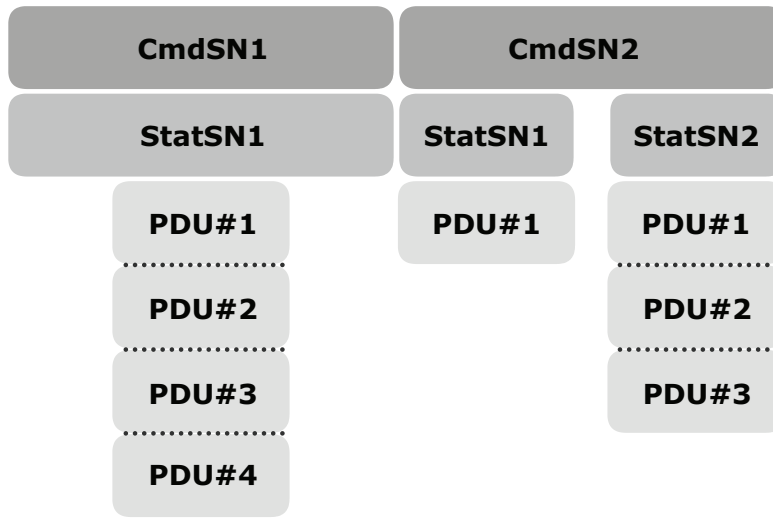 CmdSN1 CmdSN2
StatSN1 StatSN1 StatSN2
PDU#1 PDU#1 PDU#1
PDU#2 PDU#2
PDU#3 PDU#3
PDU#4